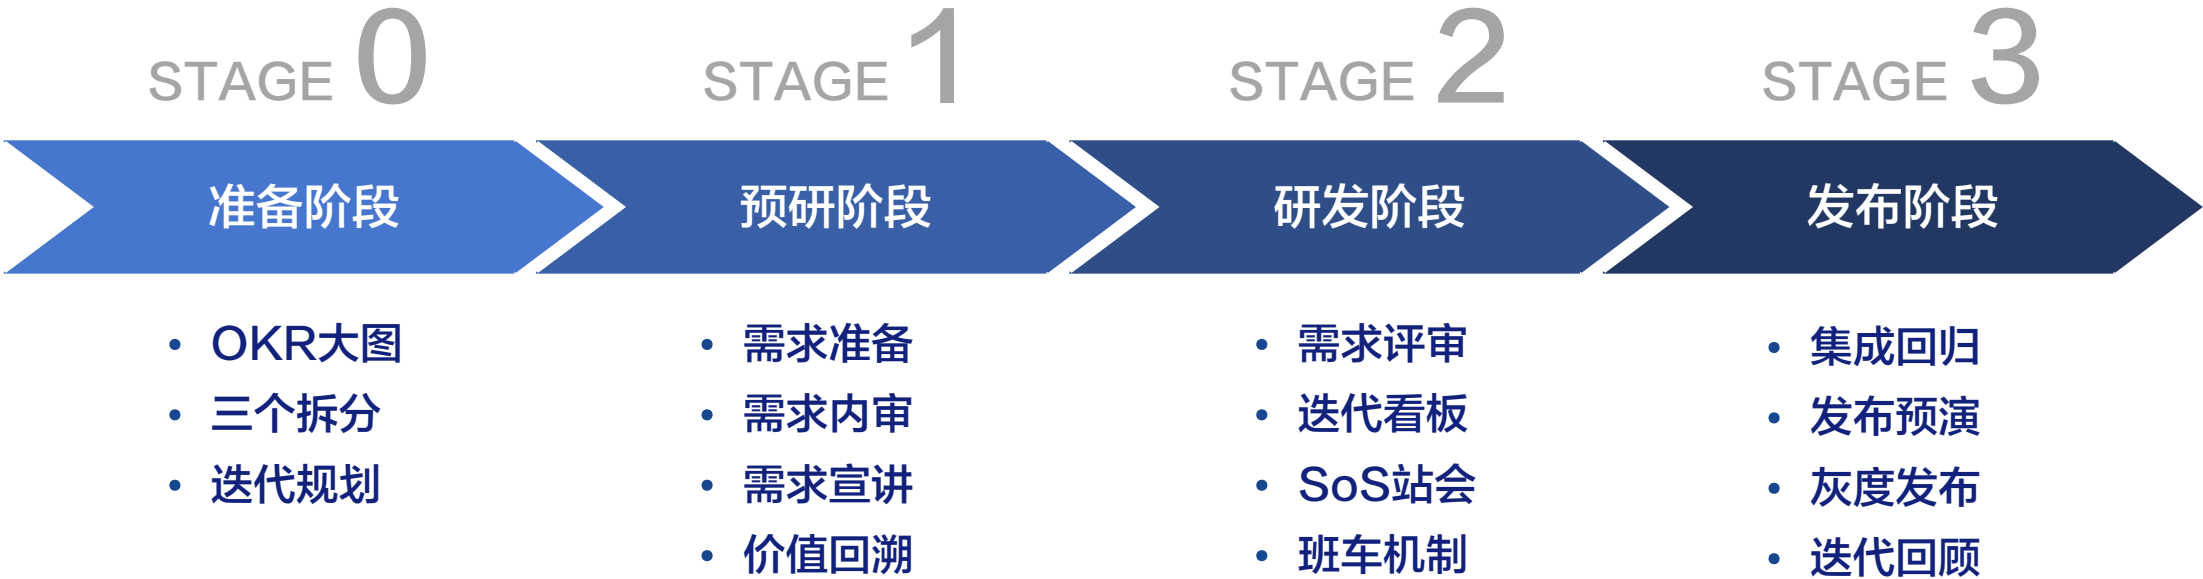 STAGE 0
STAGE 1
STAGE 2
STAGE 3
准备阶段
预研阶段
研发阶段
发布阶段
• OKR大图
• 三个拆分
• 迭代规划
• 需求准备
• 需求内审
• 需求宣讲
• 价值回溯
• 需求评审
• 迭代看板
• SoS站会
• 班车机制
• 集成回归
• 发布预演
• 灰度发布
• 迭代回顾